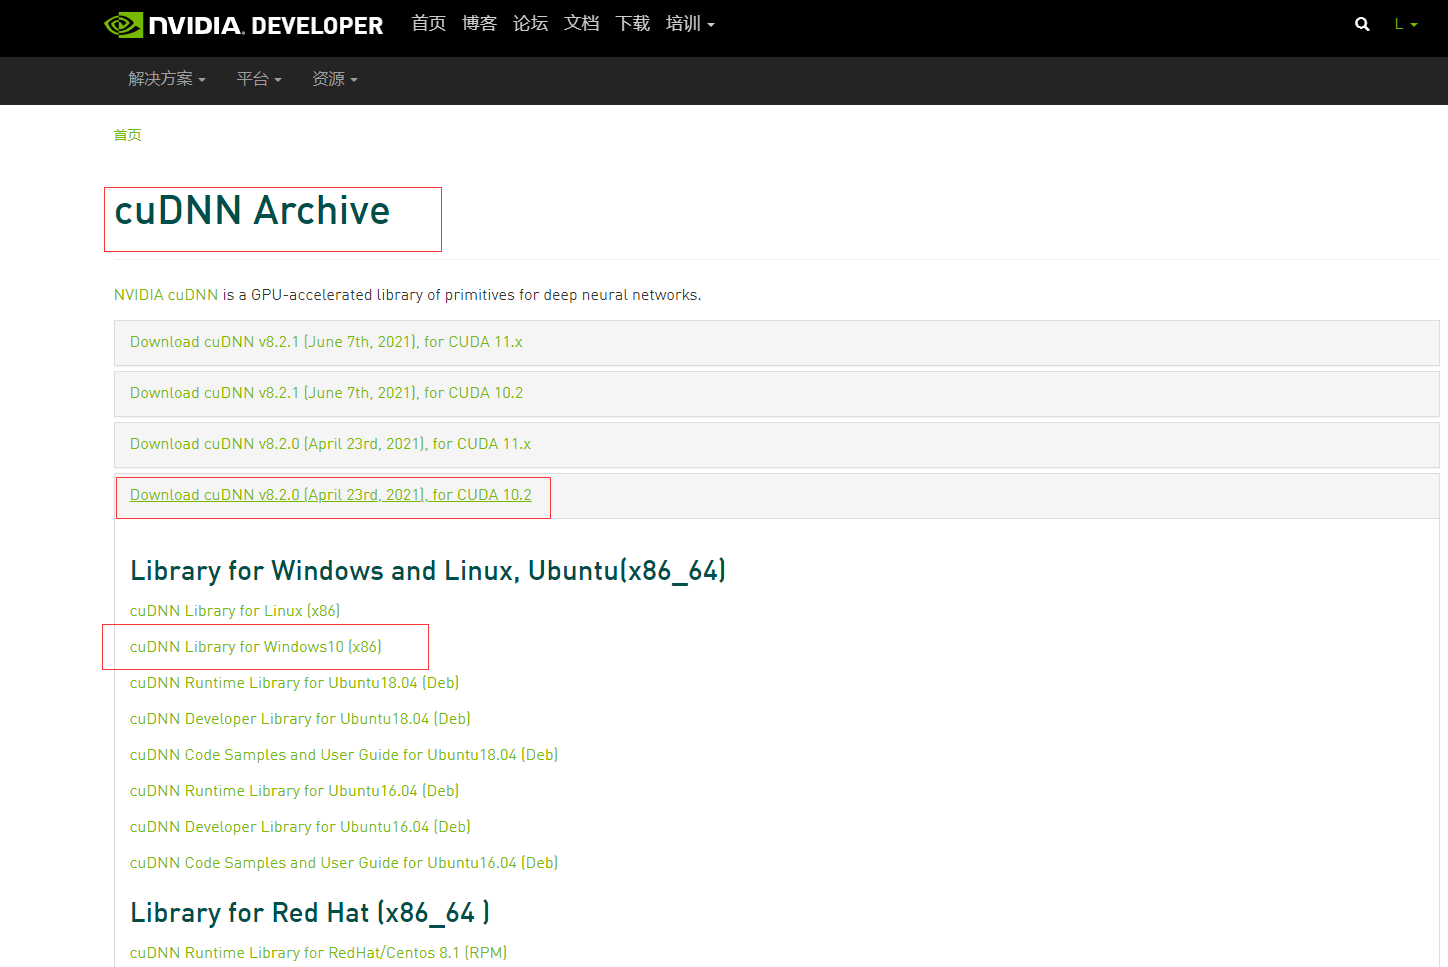 NVIDIA. DEVELOPER 首页 博客 论坛 文档 下载 培训 L
解决方案 平台 资源
首页
cuDNN Archive
NVIDIA cuDNN is a GPU-accelerated library of primitives for deep neural networks.
Download cuDNN v8.2.1 (June 7th, 2021), for CUDA 11.x
Download cuDNN v8.2.1 (June 7th, 2021), for CUDA 10.2
Download cuDNN v8.2.0 (April 23rd, 2021), for CUDA 11.x
Download cuDNN v8.2.0 (April 23rd, 2021), for CUDA 10.2
Library for Windows and Linux, Ubuntu(x86_64)
cuDNN Library for Linux (x86)
cuDNN Library for Windows10 (x86)
cuDNN Runtime Library for Ubuntu18.04 (Deb)
cuDNN Developer Library for Ubuntu18.04 (Deb)
cuDNN Code Samples and User Guide for Ubuntu18.04 (Deb)
cuDNN Runtime Library for Ubuntu16.04 (Deb)
cuDNN Developer Library for Ubuntu16.04 (Deb)
cuDNN Code Samples and User Guide for Ubuntu16.04 (Deb)
Library for Red Hat (x86_64 )
cuDNN Runtime Library for RedHat/Centos 8.1 (RPM)